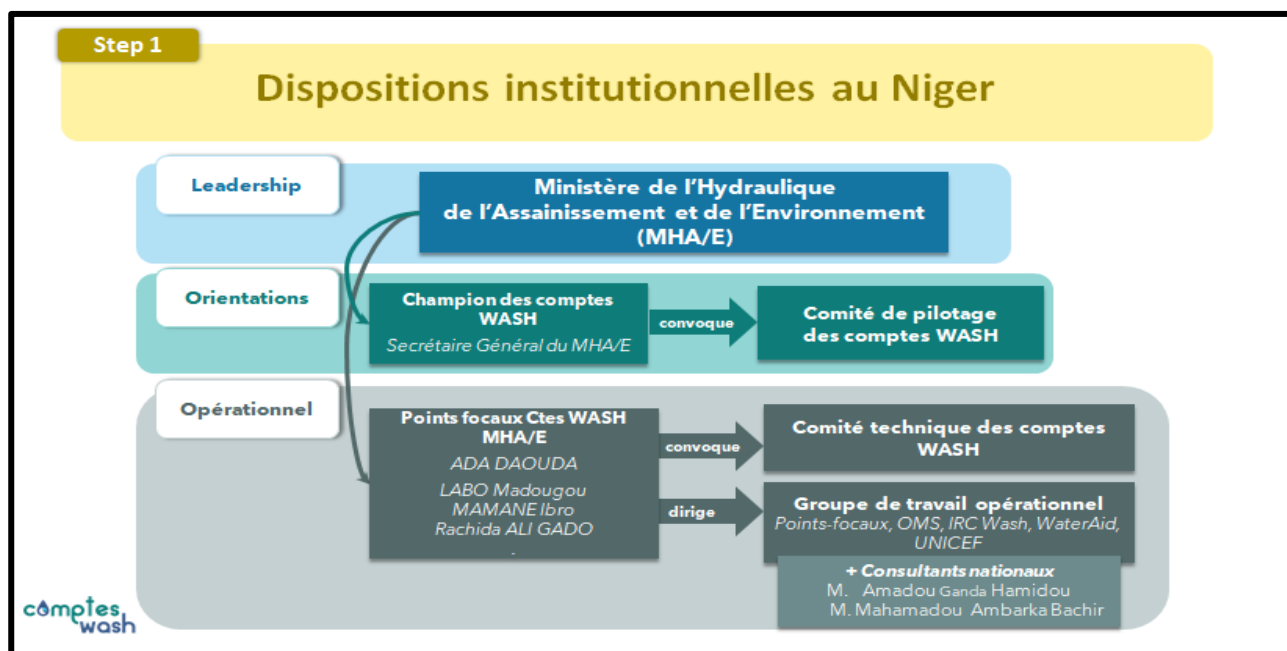 Step 1
Dispositions institutionnelles au Niger
Leadership
Ministère de l'Hydraulique
de l'Assainissement et de l'Environnement
(MHA/E)
Orientations
Champion des comptes
WASH
Secrétaire Général du MHA/E
convoque
Comité de pilotage
des comptes WASH
Opérationnel
Points focaux Ctes WASH
MHA/E
ADA DAOUDA
LABO Madougou
MAMANE Ibro
Rachida ALI GADO
.
convoque
Comité technique des comptes
WASH
dirige
Groupe de travail opérationnel
Points-focaux, OMS, IRC Wash, WaterAid,
UNICEF
+ Consultants nationaux
M. Amadou Ganda Hamidou
M. Mahamadou Ambarka Bachir
comptes
wash